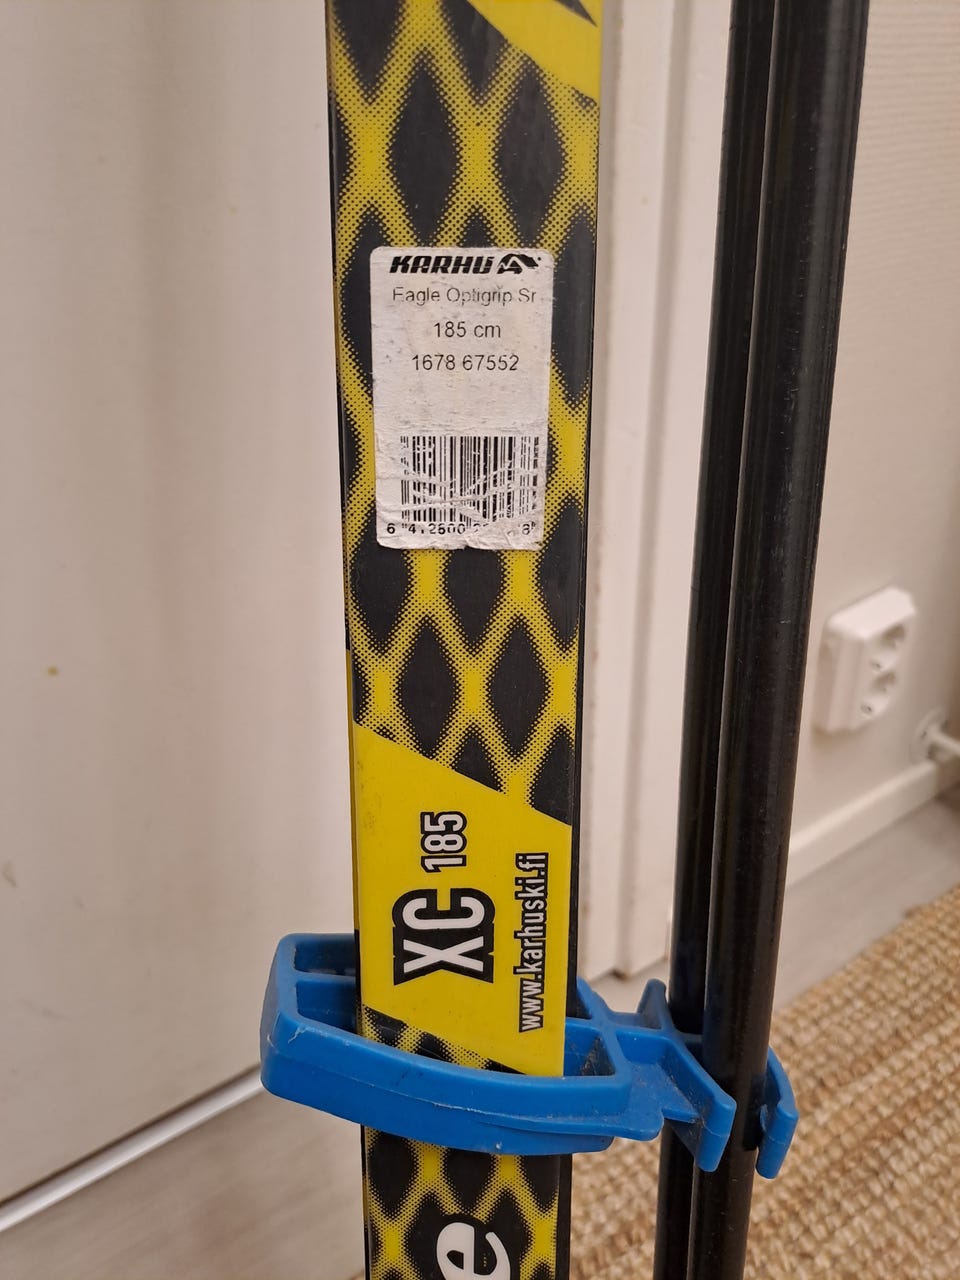 KARHU
Eagle Optigrip Sr
185 cm
1678 67552
XC 185
www.karhuski.fi
e